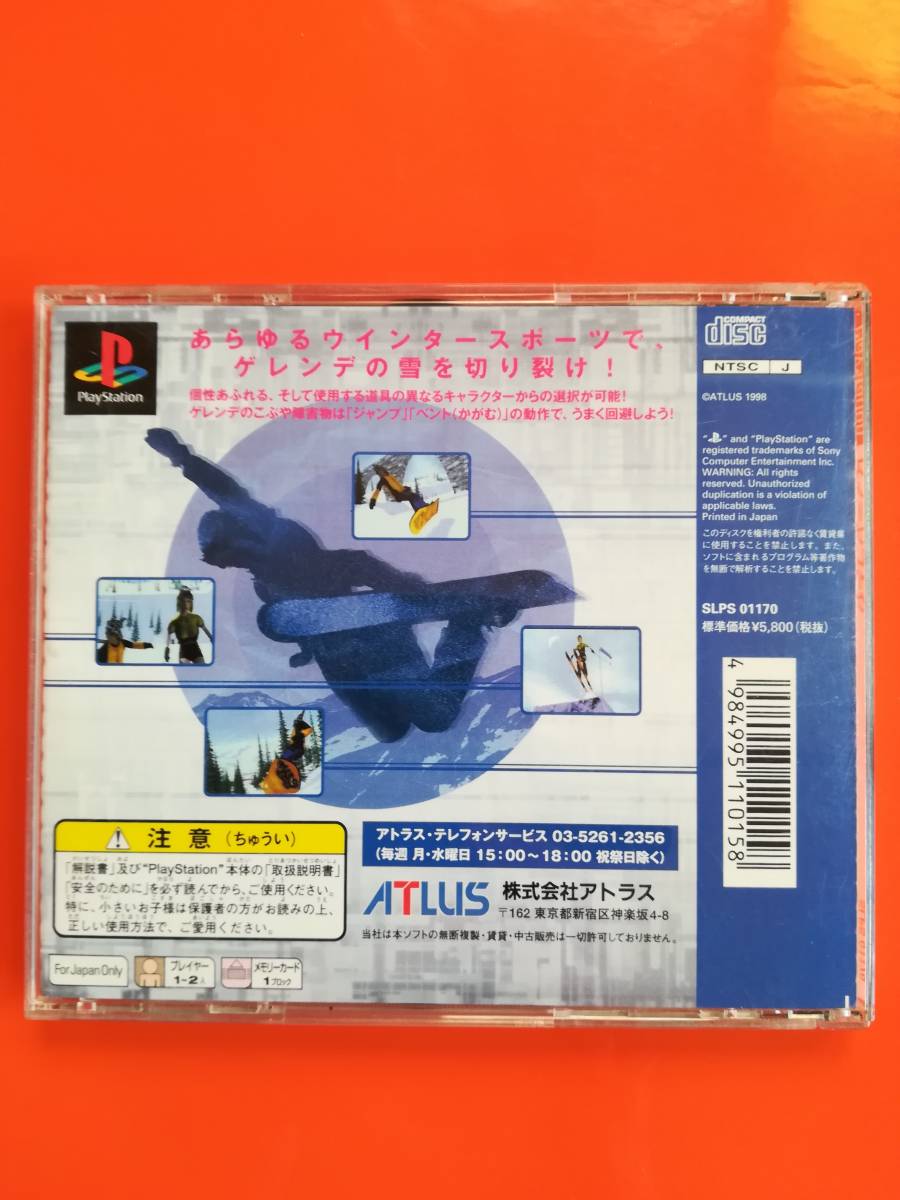 PlayStation
あらゆるウインタースポーツで、
ゲレンデの雪を切り裂け！
個性あふれる、そして使用する道具の異なるキャラクターからの選択が可能！
ゲレンデのこぶや障害物は「ジャンプ」「ベント（かがむ）」の動作で、うまく回避しよう！
COMPACT
disc
NTSC J
©ATLUS 1998
"PS" and "PlayStation" are
registered trademarks of Sony
Computer Entertainment Inc.
WARNING: All rights
reserved. Unauthorized
duplication is a violation of
applicable laws.
Printed in Japan
このディスクを権利者の許諾なく賃貸業
に使用することを禁止します。また、
ソフトに含まれるプログラム等著作物
を無断で解析することを禁止します。
SLPS 01170
標準価格¥5,800（税抜）
4 984995 110158
注意（ちゅうい）
「解説書」及び"PlayStation"本体の「取扱説明書」
「安全のために」を必ず読んでから、ご使用ください。
特に、小さいお子様は保護者の方がお読みの上、
正しい使用方法で、ご愛用ください。
アトラス・テレフォンサービス 03-5261-2356
（毎週 月・水曜日 15：00〜18：00 祝祭日除く）
ATLUS 株式会社アトラス
〒162 東京都新宿区神楽坂4-8
当社は本ソフトの無断複製・賃貸・中古販売は一切許可しておりません。
For Japan Only
プレイヤー
1〜2人
メモリーカード
1ブロック